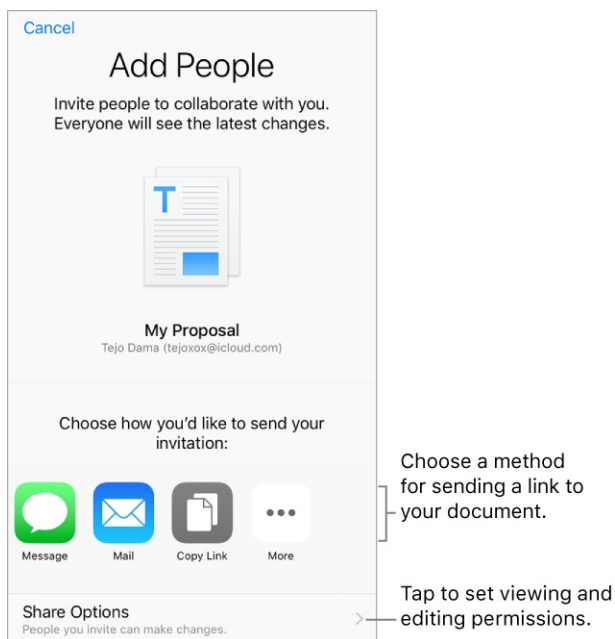 Cancel
Add People
Invite people to collaborate with you.
Everyone will see the latest changes.
T
My Proposal
Tejo Dama (tejoxox@icloud.com)
Choose how you’d like to send your
invitation:
Message
Mail
Copy Link
More
Choose a method
for sending a link to
your document.
Share Options
People you invite can make changes.
Tap to set viewing and
editing permissions.